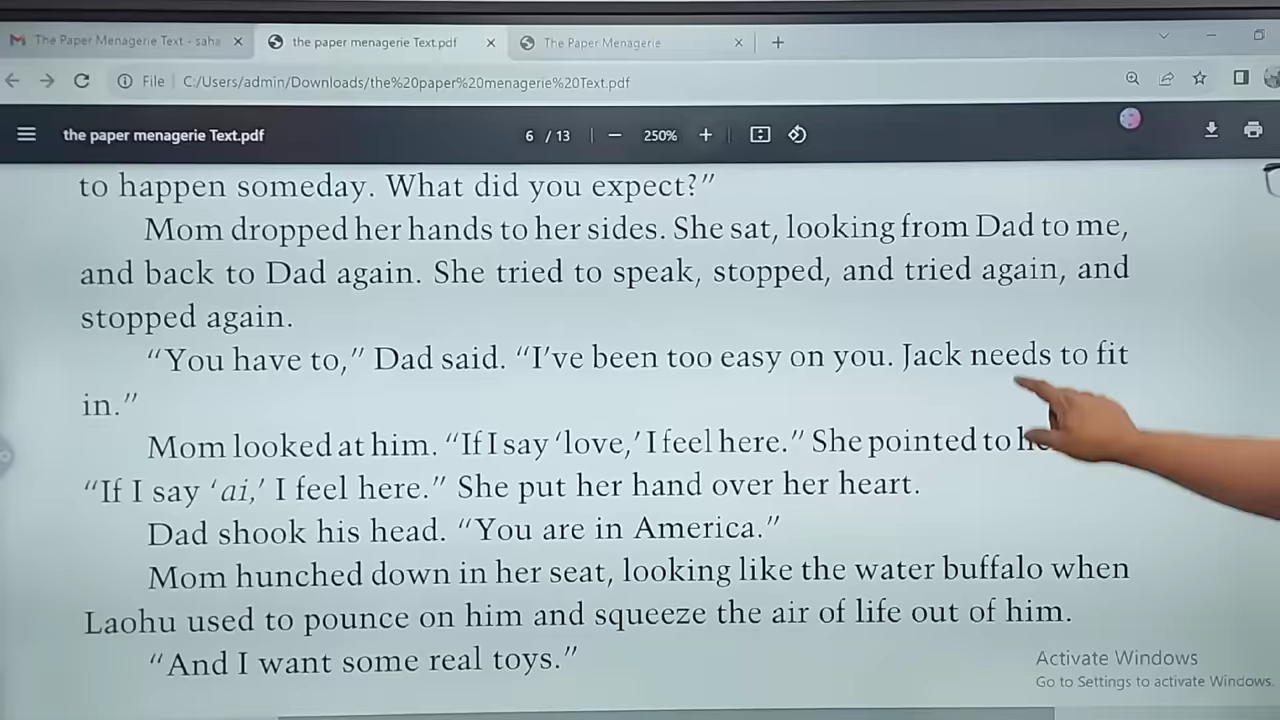 The Paper Menagerie Text - saha
the paper menagerie Text.pdf
The Paper Menagerie
File C:/Users/admin/Downloads/the%20paper%20menagerie%20Text.pdf
the paper menagerie Text.pdf 6 / 13 250%
to happen someday. What did you expect?”
Mom dropped her hands to her sides. She sat, looking from Dad to me,
and back to Dad again. She tried to speak, stopped, and tried again, and
stopped again.
“You have to,” Dad said. “I’ve been too easy on you. Jack needs to fit
in.”
Mom looked at him. “If I say ‘love,’ I feel here.” She pointed to
“If I say ‘ai,’ I feel here.” She put her hand over her heart.
Dad shook his head. “You are in America.”
Mom hunched down in her seat, looking like the water buffalo when
Laohu used to pounce on him and squeeze the air of life out of him.
“And I want some real toys.”
Activate Windows
Go to Settings to activate Windows.